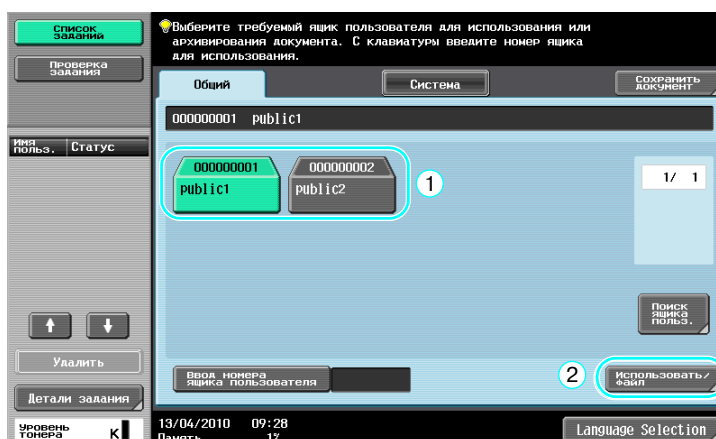 Список
заданий
Проверка
задания
Имя
польз.
Статус
Удалить
Детали задания
Уровень
тонера
К
Выберите требуемый ящик пользователя для использования или
архивирования документа. С клавиатуры введите номер ящика
для использования.
Общий
Система
Сохранить
документ
000000001 public1
000000001
public1
000000002
public2
1
1/ 1
Поиск
ящика
польз.
Ввод номера
ящика пользователя
2
Использовать/
файл
13/04/2010 09:28
Память 1%
Language Selection